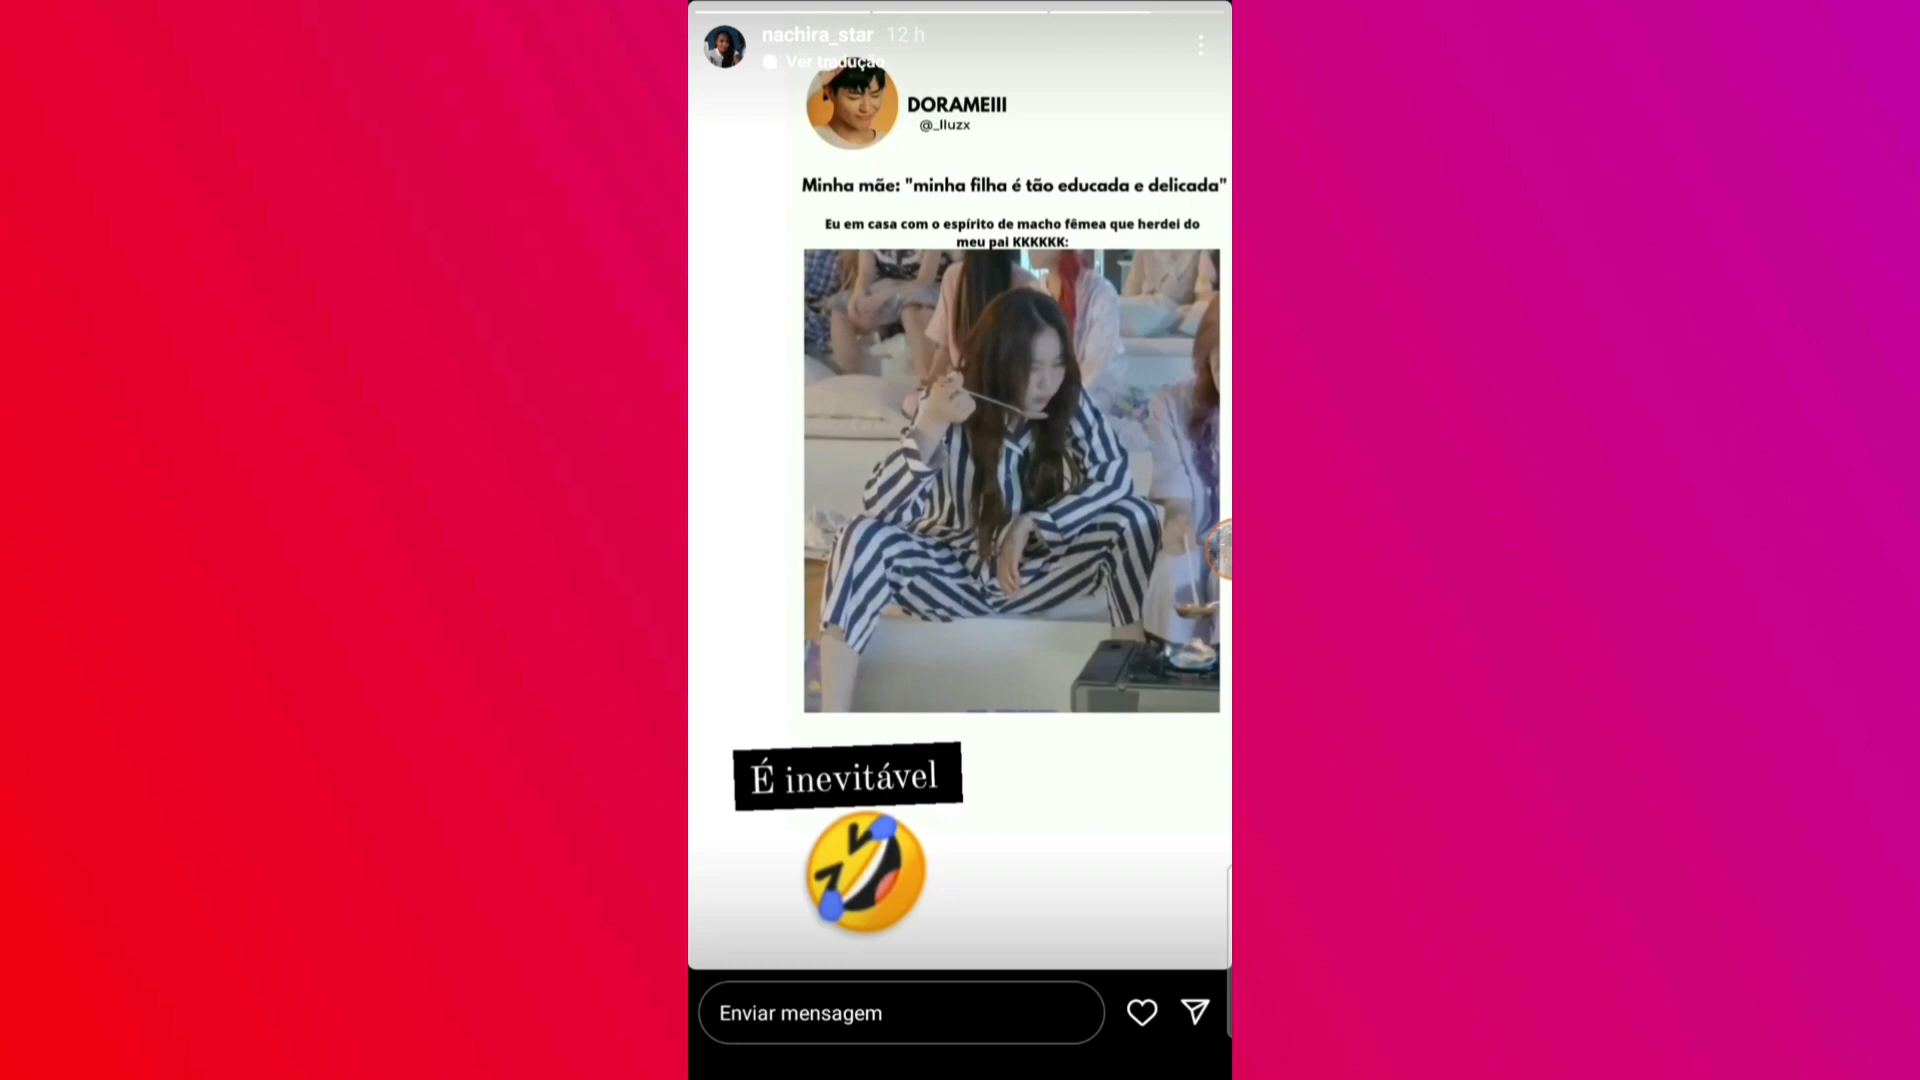 nachira_star 12 h
Ver tradução
DORAMEIII
@_lluzx
Minha mãe: "minha filha é tão educada e delicada"
Eu em casa com o espírito de macho fêmea que herdei do
meu pai KKKKKK:
É inevitável
Enviar mensagem